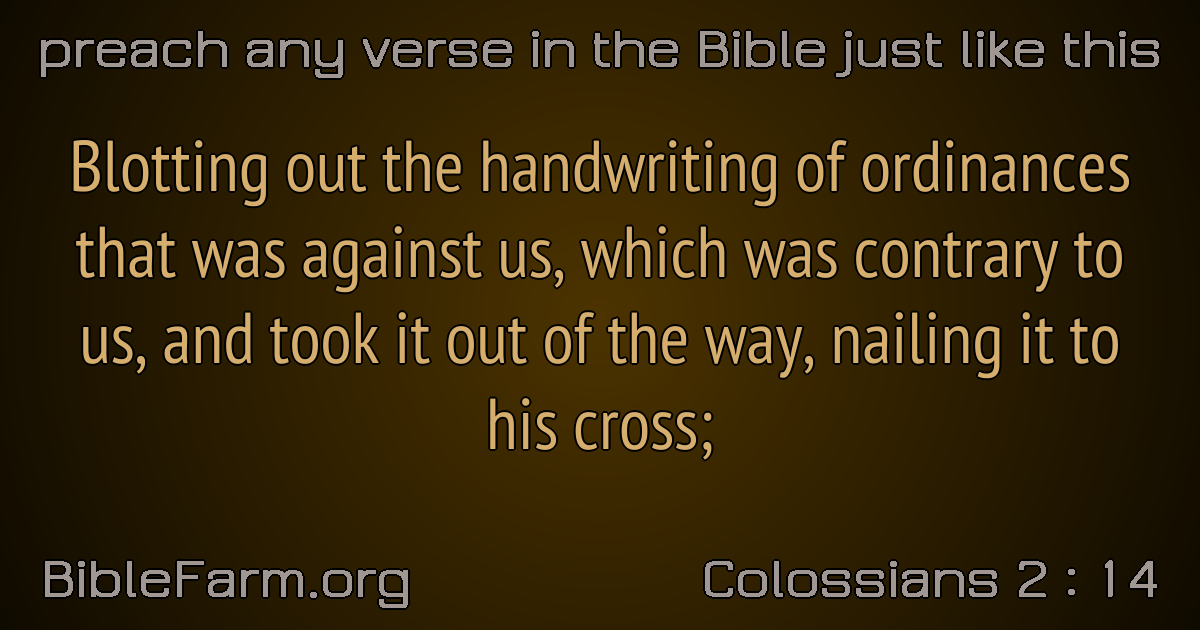 preach any verse in the Bible just like this
Blotting out the handwriting of ordinances
that was against us, which was contrary to
us, and took it out of the way, nailing it to
his cross;
BibleFarm.org
Colossians 2 : 14